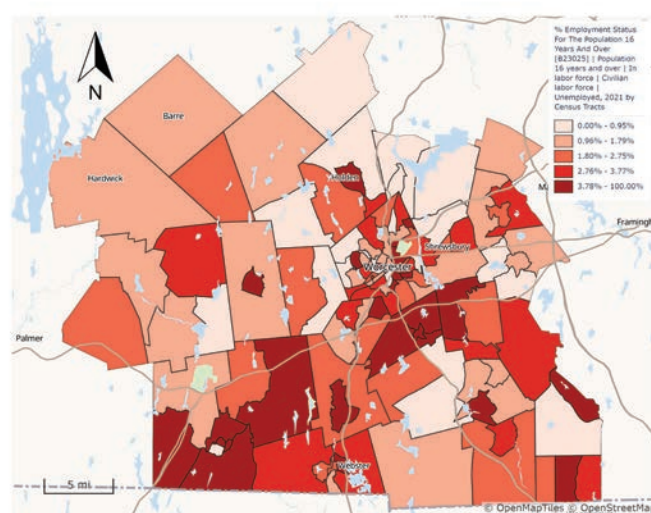 % Employment Status
For The Population 16
Years And Over
[B23025] | Population
16 years and over | In
labor force | Civilian
labor force |
Unemployed, 2021 by
Census Tracts
0.00% - 0.95%
0.96% - 1.79%
1.80% - 2.75%
2.76% - 3.77%
3.78% - 100.00%
N
Barre
Hardwick
Holden
Framingh
Shrewsbury
Worcester
Palmer
Webster
5 mi
© OpenMapTiles © OpenStreetMa